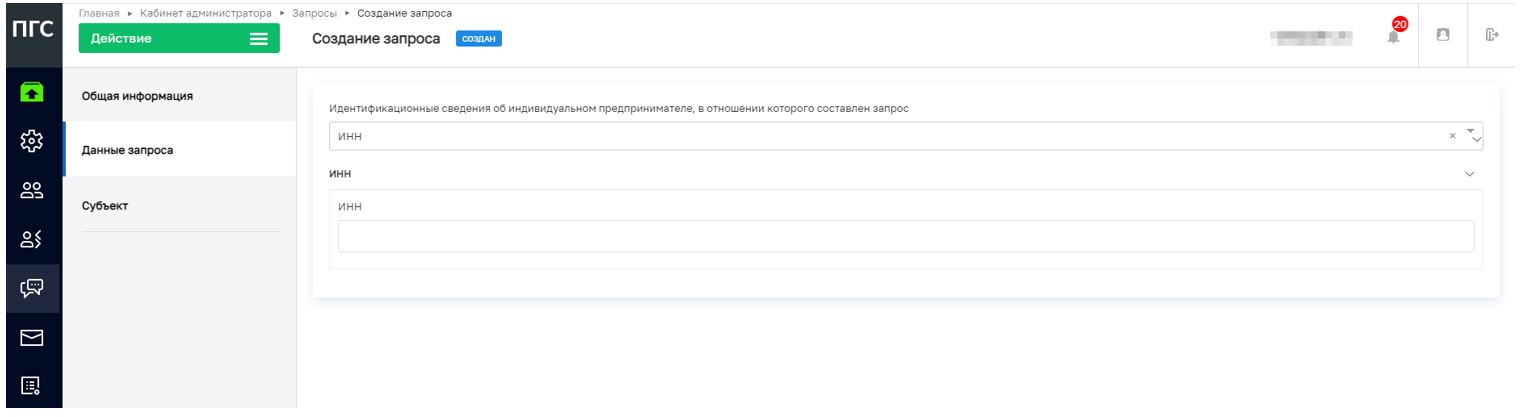 Главная ▸ Кабинет администратора ▸ Запросы ▸ Создание запроса
ПГС
Действие
Создание запроса СОЗДАН
20
Общая информация
Данные запроса
Субъект
Идентификационные сведения об индивидуальном предпринимателе, в отношении которого составлен запрос
ИНН ×
ИНН
ИНН